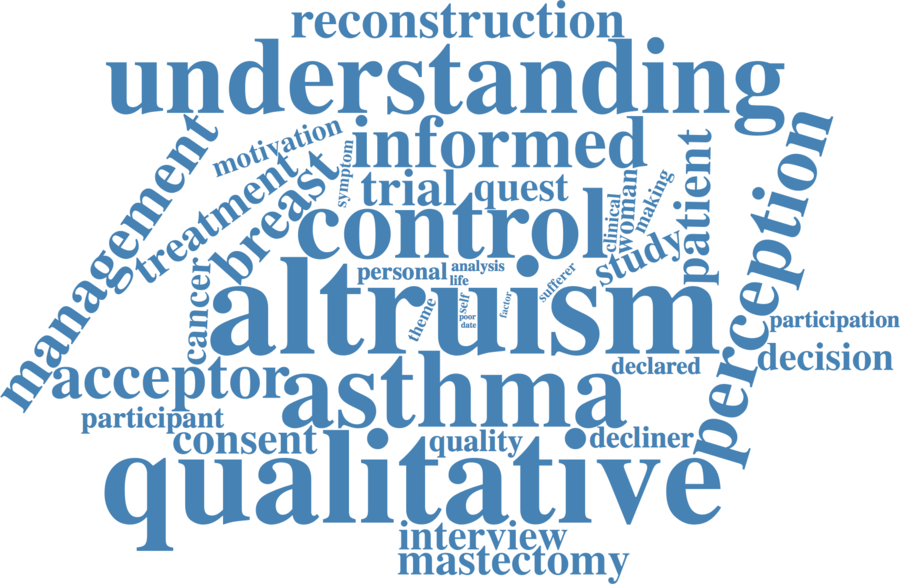 reconstruction
understanding
motivation
informed
management
treatment
breast
symptom
trial
quest
clinical
woman
making
patient
perception
control
study
cancer
personal
analysis
life
sufferer
altruism
theme
self
poor
date
factor
participation
declared
decision
acceptor
asthma
participant
consent
quality
decliner
qualitative
interview
mastectomy